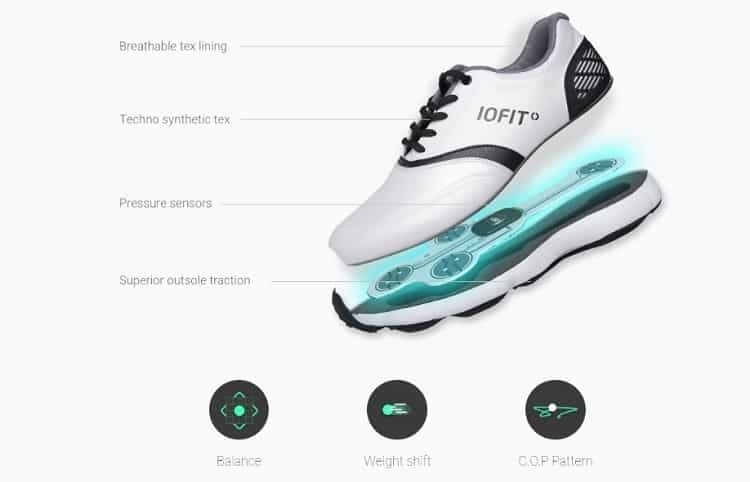 Breathable tex lining
Techno synthetic tex
IOFIT
Pressure sensors
Superior outsole traction
Balance
Weight shift
C.O.P Pattern